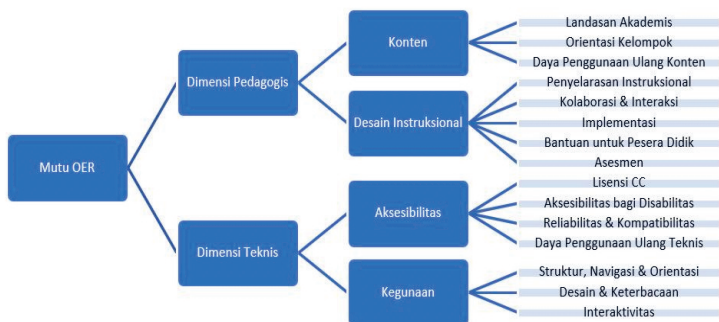 Mutu OER
Dimensi Pedagogis
Konten
Landasan Akademis
Orientasi Kelompok
Daya Penggunaan Ulang Konten
Desain Instruksional
Penyelarasan Instruksional
Kolaborasi & Interaksi
Implementasi
Bantuan untuk Pesera Didik
Asesmen
Dimensi Teknis
Aksesibilitas
Lisensi CC
Aksesibilitas bagi Disabilitas
Reliabilitas & Kompatibilitas
Daya Penggunaan Ulang Teknis
Kegunaan
Struktur, Navigasi & Orientasi
Desain & Keterbacaan
Interaktivitas